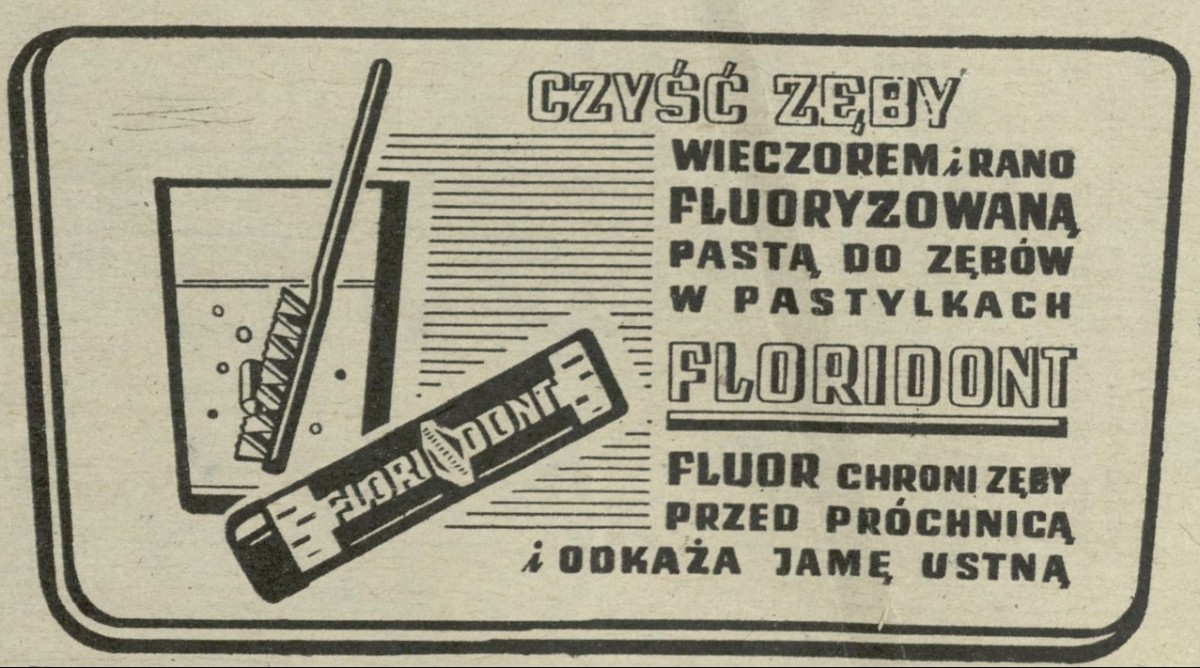 CZYŚĆ ZĘBY
WIECZOREM i RANO
FLUORYZOWANĄ
PASTĄ DO ZĘBÓW
W PASTYLKACH
FLORIDONT
FLORIDONT
FLUOR CHRONI ZĘBY
PRZED PRÓCHNICĄ
i ODKAŻA JAMĘ USTNĄ